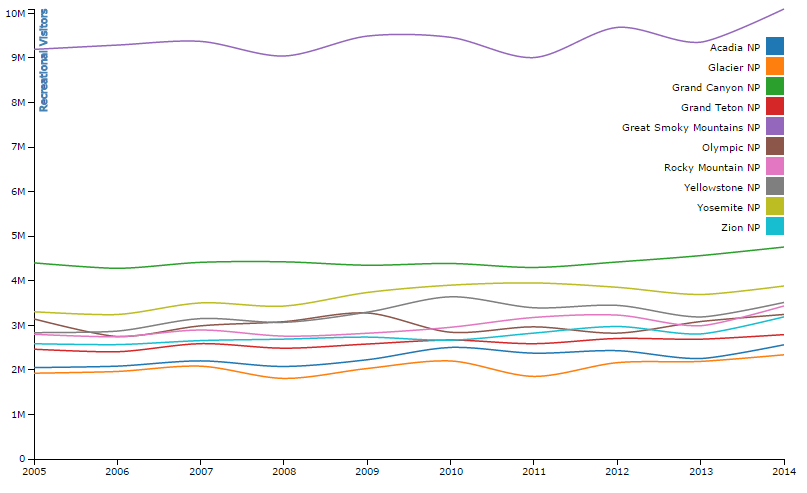 10M
9M
8M
7M
6M
5M
4M
3M
2M
1M
0
Recreational Visitors
Acadia NP
Glacier NP
Grand Canyon NP
Grand Teton NP
Great Smoky Mountains NP
Olympic NP
Rocky Mountain NP
Yellowstone NP
Yosemite NP
Zion NP
2005 2006 2007 2008 2009 2010 2011 2012 2013 2014